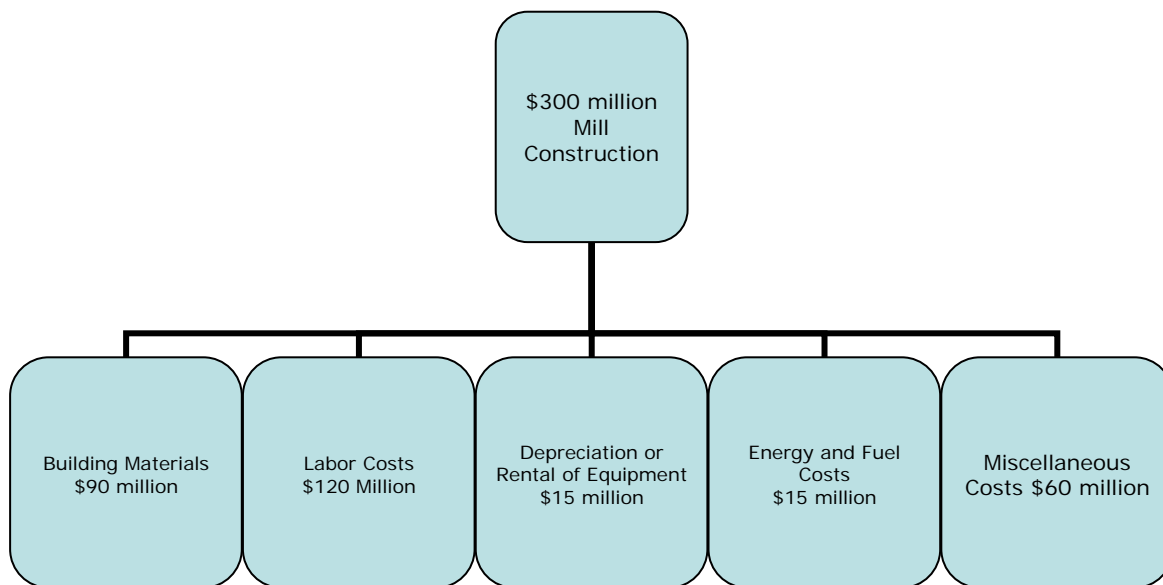 $300 million
Mill
Construction
Building Materials
$90 million
Labor Costs
$120 Million
Depreciation or
Rental of Equipment
$15 million
Energy and Fuel
Costs
$15 million
Miscellaneous
Costs $60 million